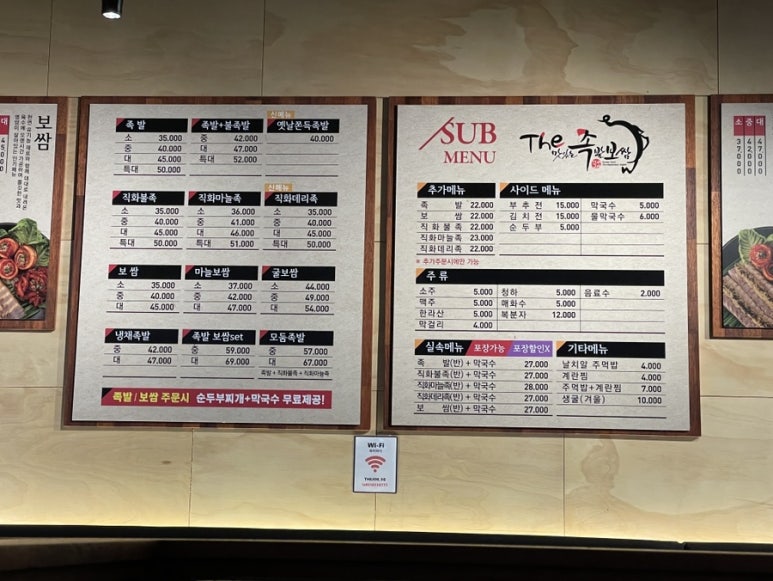 보쌈
대
45000
족 발
소 35.000
중 40.000
대 45.000
특대 50.000
족발+불족발
중 42.000
대 47.000
특대 52.000
신메뉴
옛날쫀득족발
40.000
직화불족
소 35.000
중 40.000
대 45.000
특대 50.000
직화마늘족
소 36.000
중 41.000
대 46.000
특대 51.000
신메뉴
직화데리족
소 35.000
중 40.000
대 45.000
특대 50.000
보 쌈
소 35.000
중 40.000
대 45.000
마늘보쌈
소 37.000
중 42.000
대 47.000
굴보쌈
소 44.000
중 49.000
대 54.000
냉채족발
중 42.000
대 47.000
족발 보쌈set
중 59.000
대 69.000
모둠족발
중 57.000
대 67.000
족발 + 직화불족 + 직화마늘족
족발/보쌈 주문시 순두부찌개+막국수 무료제공!
SUB
MENU
The 맛있는 족발보쌈
추가메뉴
족 발 22.000
보 쌈 22.000
직화불족 22.000
직화마늘족 23.000
직화데리족 22.000
※ 추가주문시에만 가능
사이드 메뉴
부추전 15.000 막국수 5.000
김치전 15.000 물막국수 6.000
순두부 5.000
주 류
소주 5.000 청하 5.000 음료수 2.000
맥주 5.000 매화수 5.000
한라산 5.000 복분자 12.000
막걸리 4.000
실속메뉴 포장가능 포장할인X
족 발(반) + 막국수 27.000
직화불족(반) + 막국수 27.000
직화마늘족(반) + 막국수 28.000
직화데리족(반) + 막국수 27.000
보 쌈(반) + 막국수 27.000
기타메뉴
날치알 주먹밥 4.000
계란찜 4.000
주먹밥+계란찜 7.000
생굴(겨울) 10.000
소 중 대
37000 42000 47000
Wi-Fi